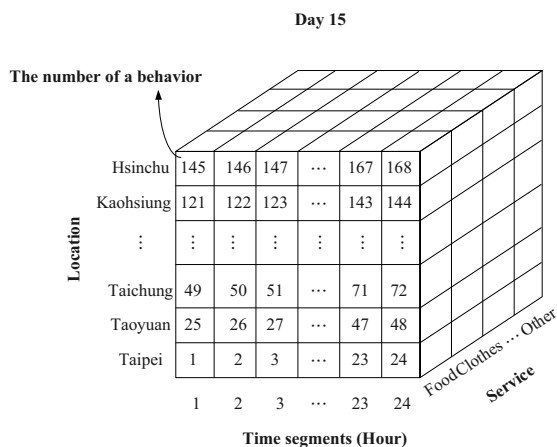 Day 15
The number of a behavior
Hsinchu 145 146 147 ... 167 168
Kaohsiung 121 122 123 ... 143 144
⋮ ⋮ ⋮ ⋮ ⋮ ⋮ ⋮
Location
Taichung 49 50 51 ... 71 72
Taoyuan 25 26 27 ... 47 48
Taipei 1 2 3 ... 23 24
1 2 3 ... 23 24
Time segments (Hour)
Food Clothes ... Other
Service